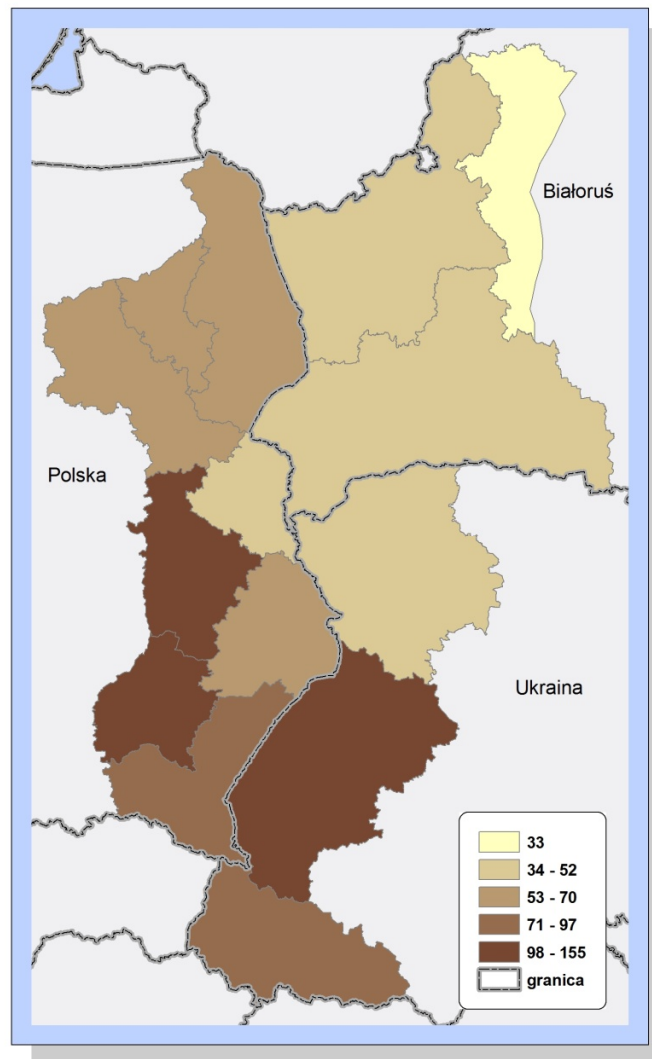 Białoruś
Polska
Ukraina
33
34 - 52
53 - 70
71 - 97
98 - 155
granica